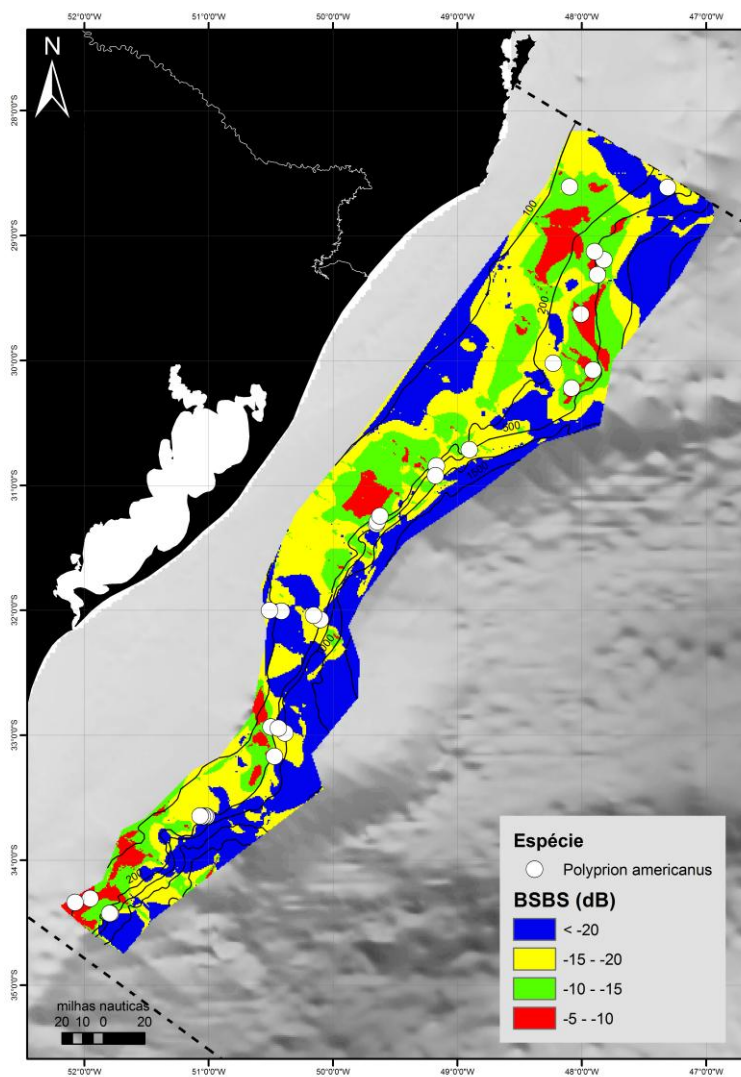 N
28°0'0"S
29°0'0"S
30°0'0"S
31°0'0"S
32°0'0"S
33°0'0"S
34°0'0"S
35°0'0"S
100
200
500
200
milhas nauticas
20 10 0 20
Espécie
Polyprion americanus
BSBS (dB)
< -20
-15 - -20
-10 - -15
-5 - -10
52°0'0"W
51°0'0"W
50°0'0"W
49°0'0"W
48°0'0"W
47°0'0"W